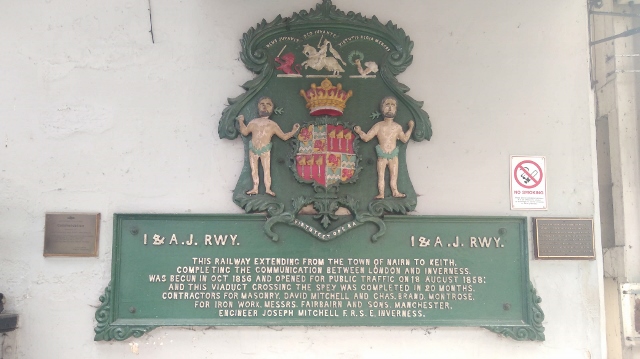 I & A.J. RWY. I & A.J. RWY.
THIS RAILWAY EXTENDING FROM THE TOWN OF NAIRN TO KEITH.
COMPLETING THE COMMUNICATION BETWEEN LONDON AND INVERNESS.
WAS BEGUN IN OCT 1856 AND OPENED FOR PUBLIC TRAFFIC ON 18 AUGUST 1858:
AND THIS VIADUCT CROSSING THE SPEY WAS COMPLETED IN 20 MONTHS.
CONTRACTORS FOR MASONRY, DAVID MITCHELL AND CHAS. BRAND, MONTROSE.
FOR IRON WORK, MESSRS. FAIRBAIRN AND SONS, MANCHESTER.
ENGINEER JOSEPH MITCHELL F.R.S.E. INVERNESS.
NO SMOKING